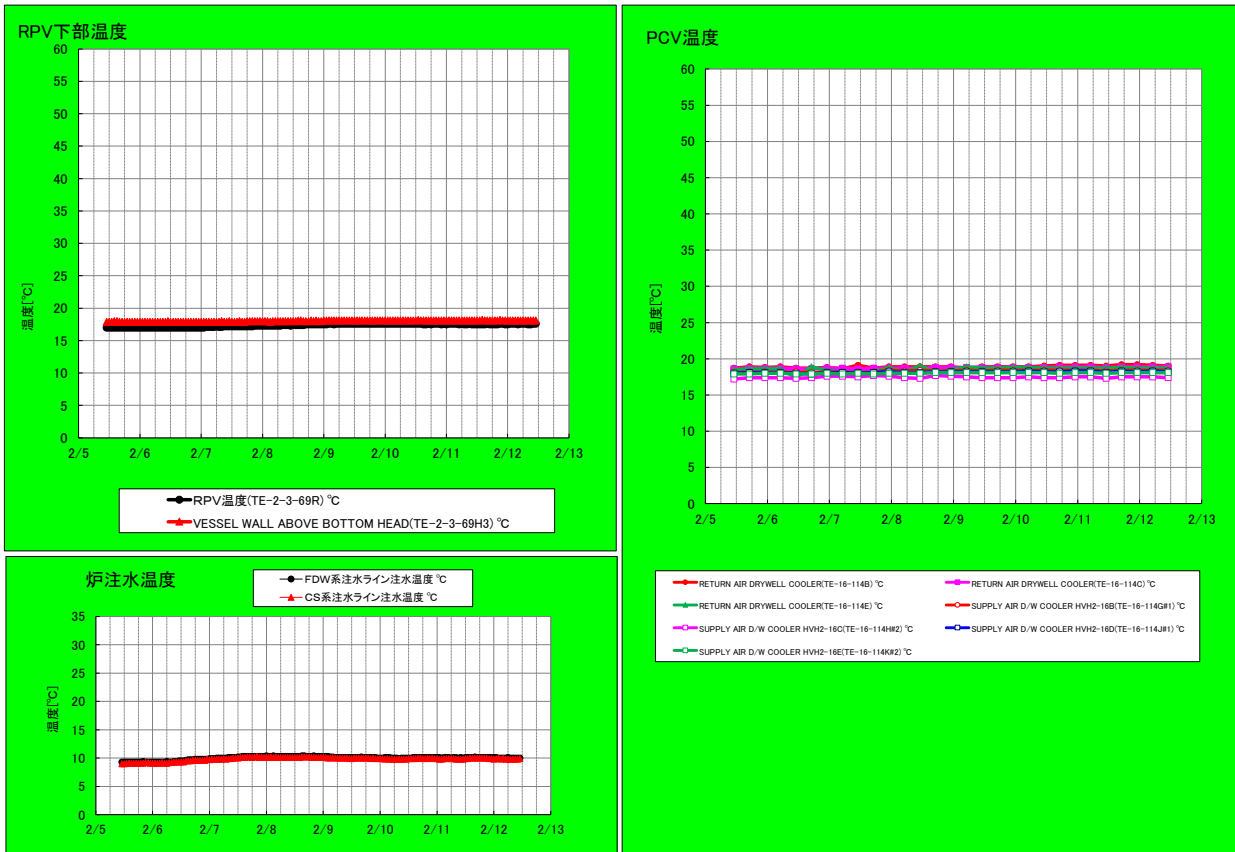 RPV下部温度
60
55
50
45
40
35
30
25
20
15
10
5
0
温度[℃]
2/5 2/6 2/7 2/8 2/9 2/10 2/11 2/12 2/13
RPV温度(TE-2-3-69R) ℃
VESSEL WALL ABOVE BOTTOM HEAD(TE-2-3-69H3) ℃
炉注水温度
FDW系注水ライン注水温度 ℃
CS系注水ライン注水温度 ℃
35
30
25
20
15
10
5
0
温度[℃]
2/5 2/6 2/7 2/8 2/9 2/10 2/11 2/12 2/13
PCV温度
60
55
50
45
40
35
30
25
20
15
10
5
0
温度[℃]
2/5 2/6 2/7 2/8 2/9 2/10 2/11 2/12 2/13
RETURN AIR DRYWELL COOLER(TE-16-114B) ℃
RETURN AIR DRYWELL COOLER(TE-16-114C) ℃
RETURN AIR DRYWELL COOLER(TE-16-114E) ℃
SUPPLY AIR D/W COOLER HVH2-16B(TE-16-114G#1) ℃
SUPPLY AIR D/W COOLER HVH2-16C(TE-16-114H#2) ℃
SUPPLY AIR D/W COOLER HVH2-16D(TE-16-114J#1) ℃
SUPPLY AIR D/W COOLER HVH2-16E(TE-16-114K#2) ℃